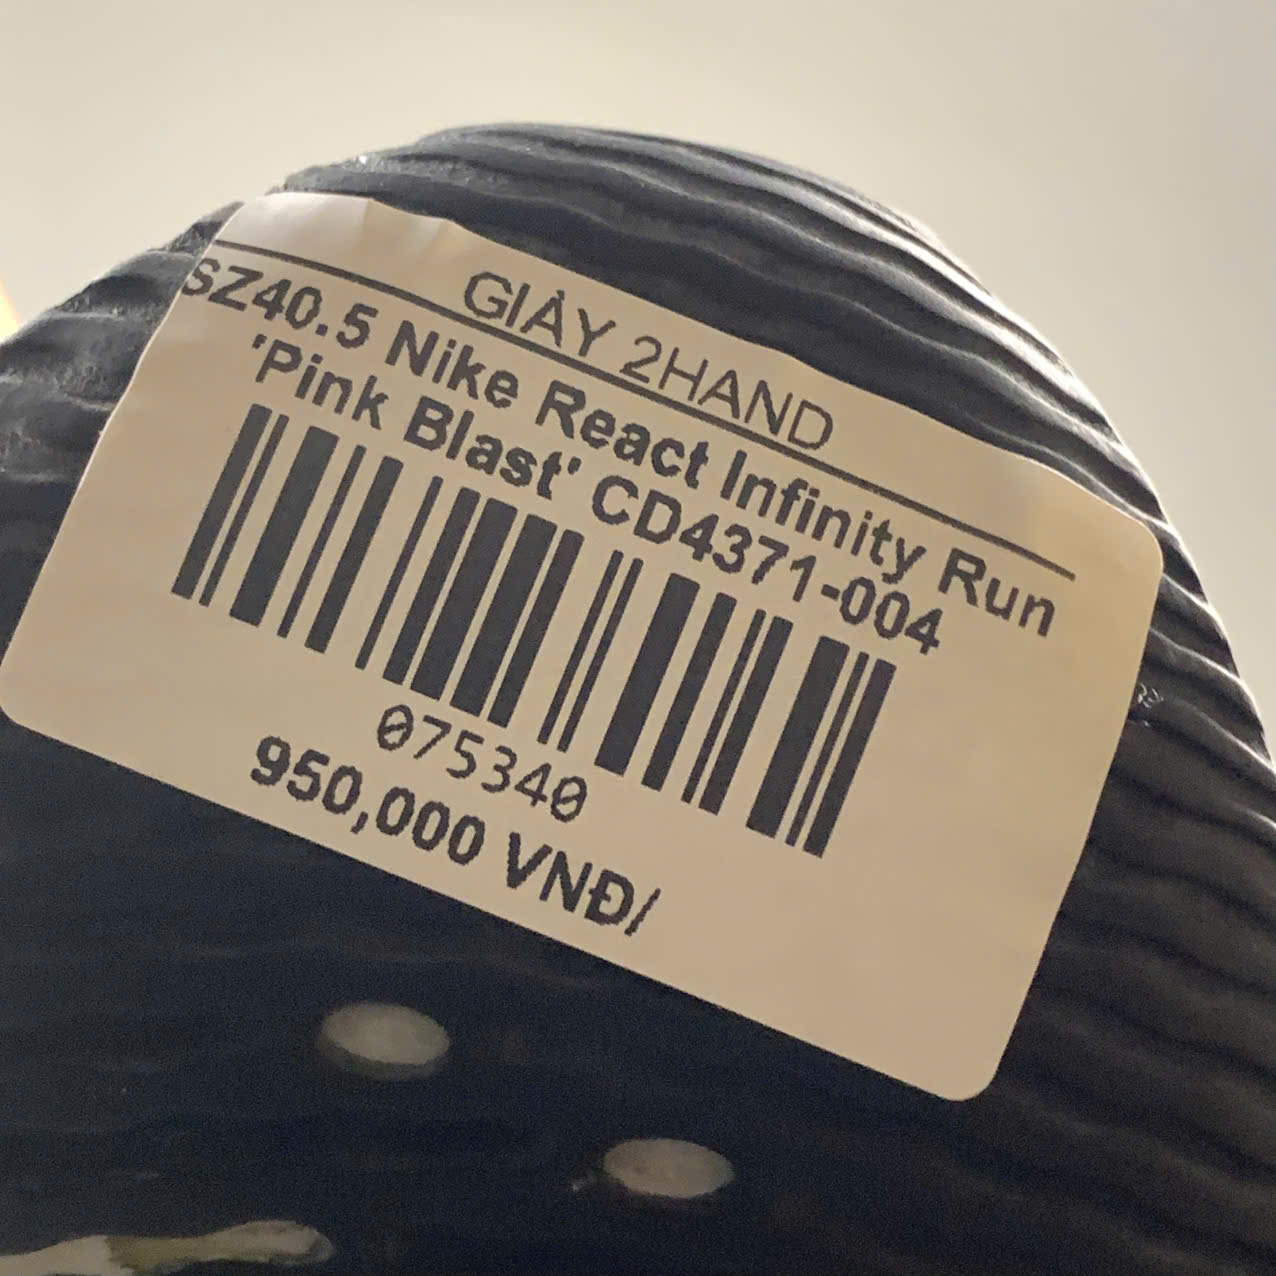 GIÀY 2HAND
SZ40.5 Nike React Infinity Run
'Pink Blast' CD4371-004
075340
950,000 VNĐ/